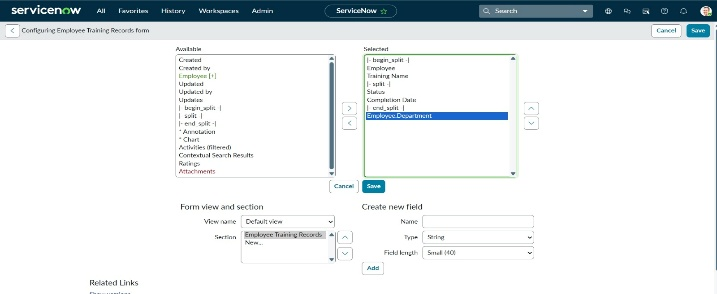 servicenow All Favorites History Workspaces Admin ServiceNow Search
Configuring Employee Training Records form Cancel Save
Available Selected
Created
Created by
Employee [+]
Updated
Updated by
Updates
|- begin_split -|
|- split -|
|- end_split -|
* Annotation
* Chart
Activities (filtered)
Contextual Search Results
Ratings
Attachments
|- begin_split -|
Employee
Training Name
|- split -|
Status
Completion Date
|- end_split -|
Employee.Department
Cancel Save
Form view and section
View name Default view
Section Employee Training Records
New...
Create new field
Name
Type String
Field length Small (40)
Add
Related Links